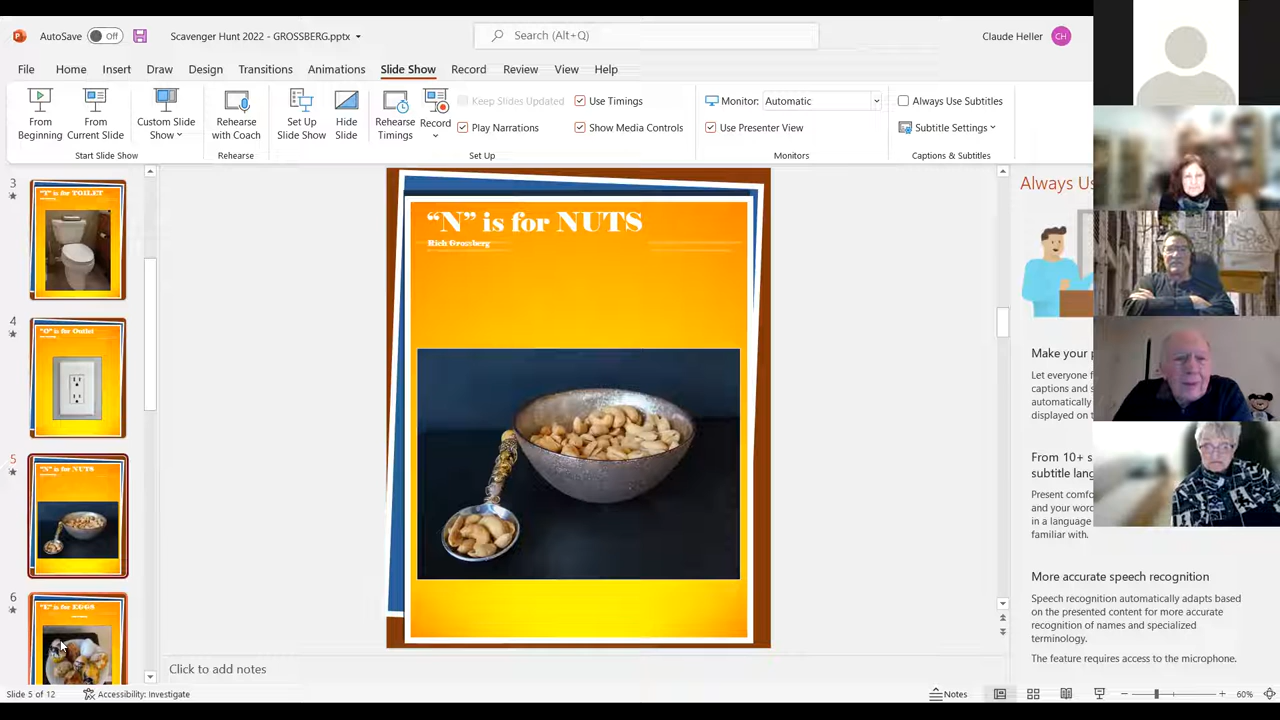 AutoSave Off Scavenger Hunt 2022 - GROSSBERG.pptx Search (Alt+Q) Claude Heller CH
File Home Insert Draw Design Transitions Animations Slide Show Record Review View Help
From Beginning
From Current Slide
Custom Slide Show
Rehearse with Coach
Set Up Slide Show
Hide Slide
Rehearse Timings
Record
Keep Slides Updated
Play Narrations
Use Timings
Show Media Controls
Monitor: Automatic
Use Presenter View
Always Use Subtitles
Subtitle Settings
Start Slide Show Rehearse Set Up Monitors Captions & Subtitles
3
"T" is for TOILET
4
"O" is for Outlet
5
"N" is for NUTS
6
"E" is for EGGS
“N” is for NUTS
Rich Grossberg
Always Us
Make your p
Let everyone f
captions and s
automatically
displayed on t
From 10+ s
subtitle lang
Present comfo
and your word
in a language
familiar with.
More accurate speech recognition
Speech recognition automatically adapts based
on the presented content for more accurate
recognition of names and specialized
terminology.
The feature requires access to the microphone.
Click to add notes
Slide 5 of 12 Accessibility: Investigate Notes 60%